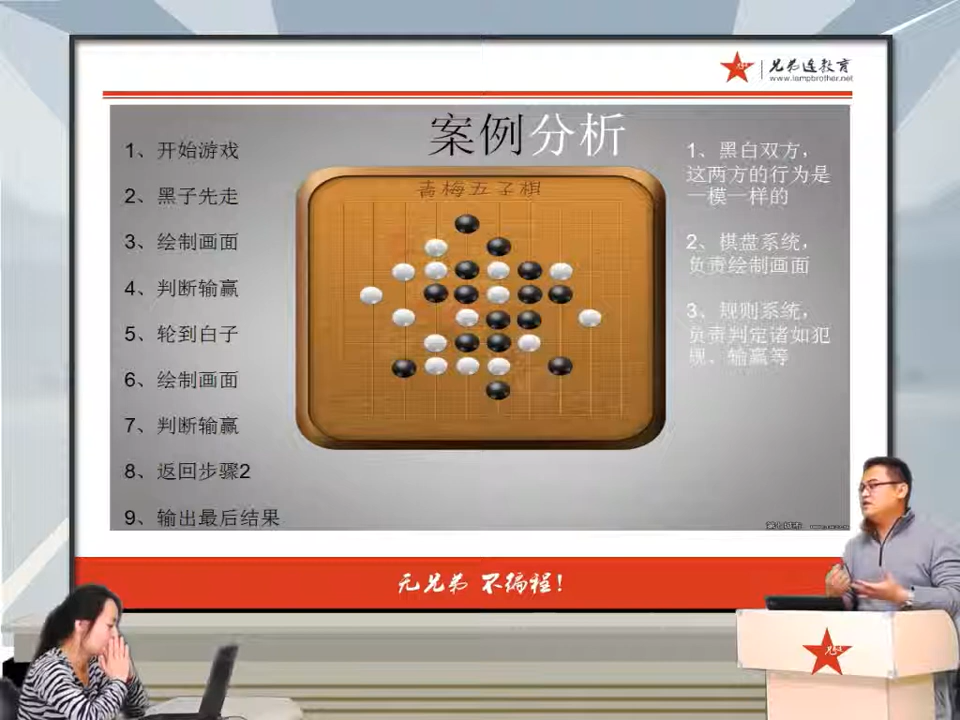 兄弟连教育
www.lampbrother.net
案例分析
1、开始游戏
2、黑子先走
3、绘制画面
4、判断输赢
5、轮到白子
6、绘制画面
7、判断输赢
8、返回步骤2
9、输出最后结果
青梅五子棋
1、黑白双方，
这两方的行为是
一模一样的
2、棋盘系统，
负责绘制画面
3、规则系统，
负责判定诸如犯
规、输赢等
无兄弟 不编程!